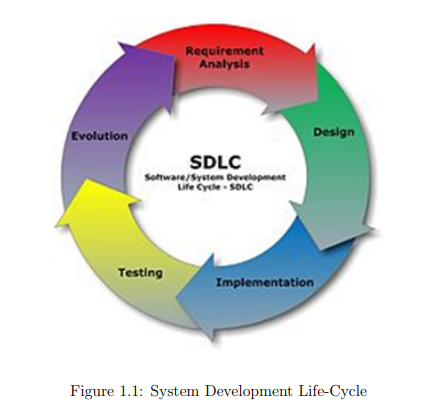 Requirement
Analysis
Design
Evolution
SDLC
Software/System Development
Life Cycle - SDLC
Testing
Implementation
Figure 1.1: System Development Life-Cycle